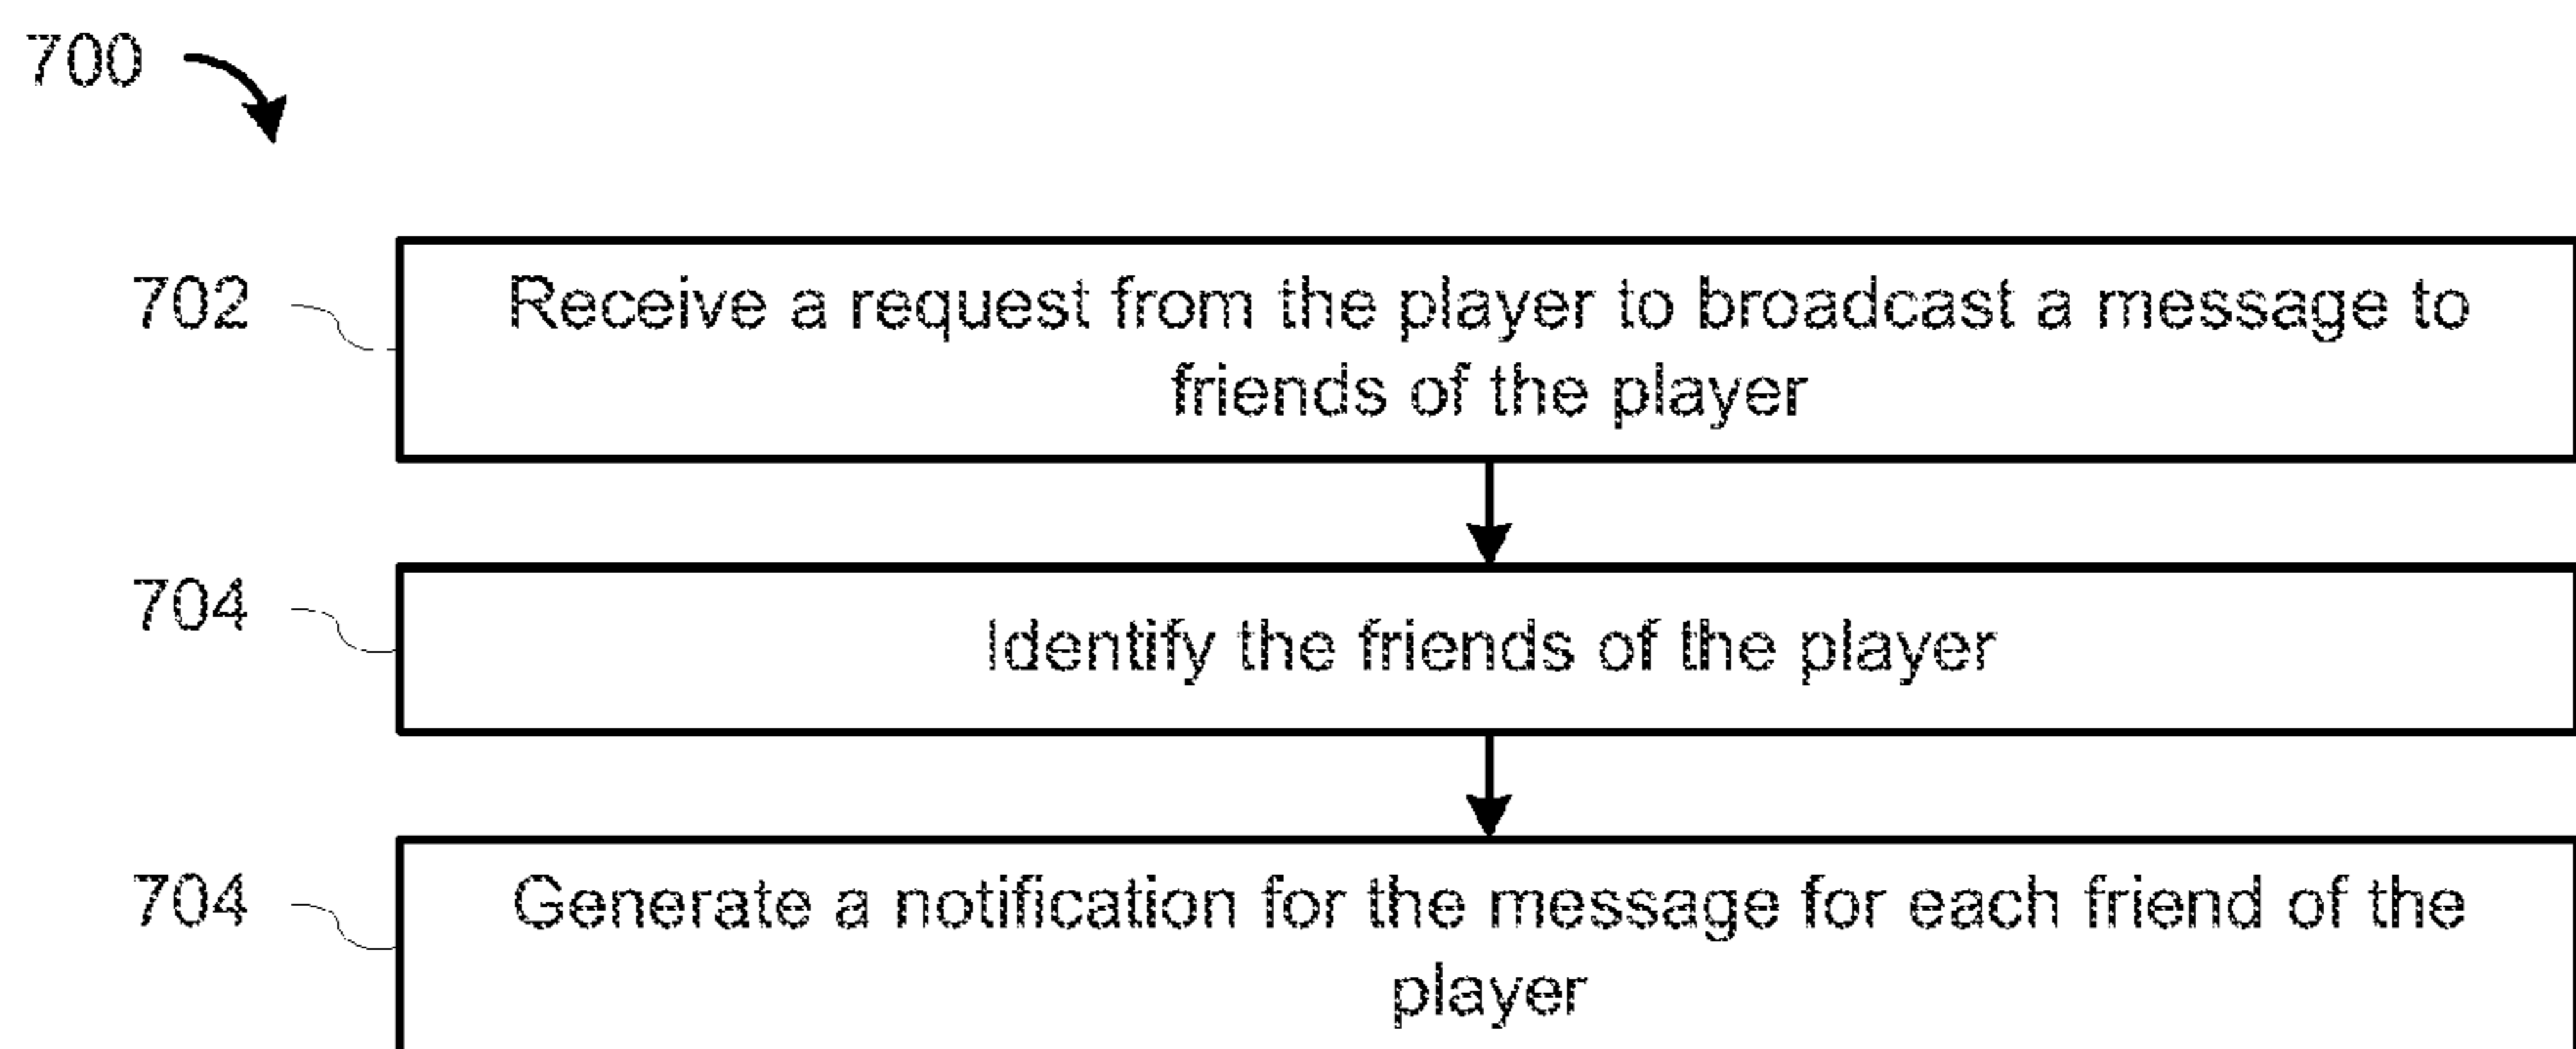 700
702
Receive a request from the player to broadcast a message to
friends of the player
704
Identify the friends of the player
704
Generate a notification for the message for each friend of the
player